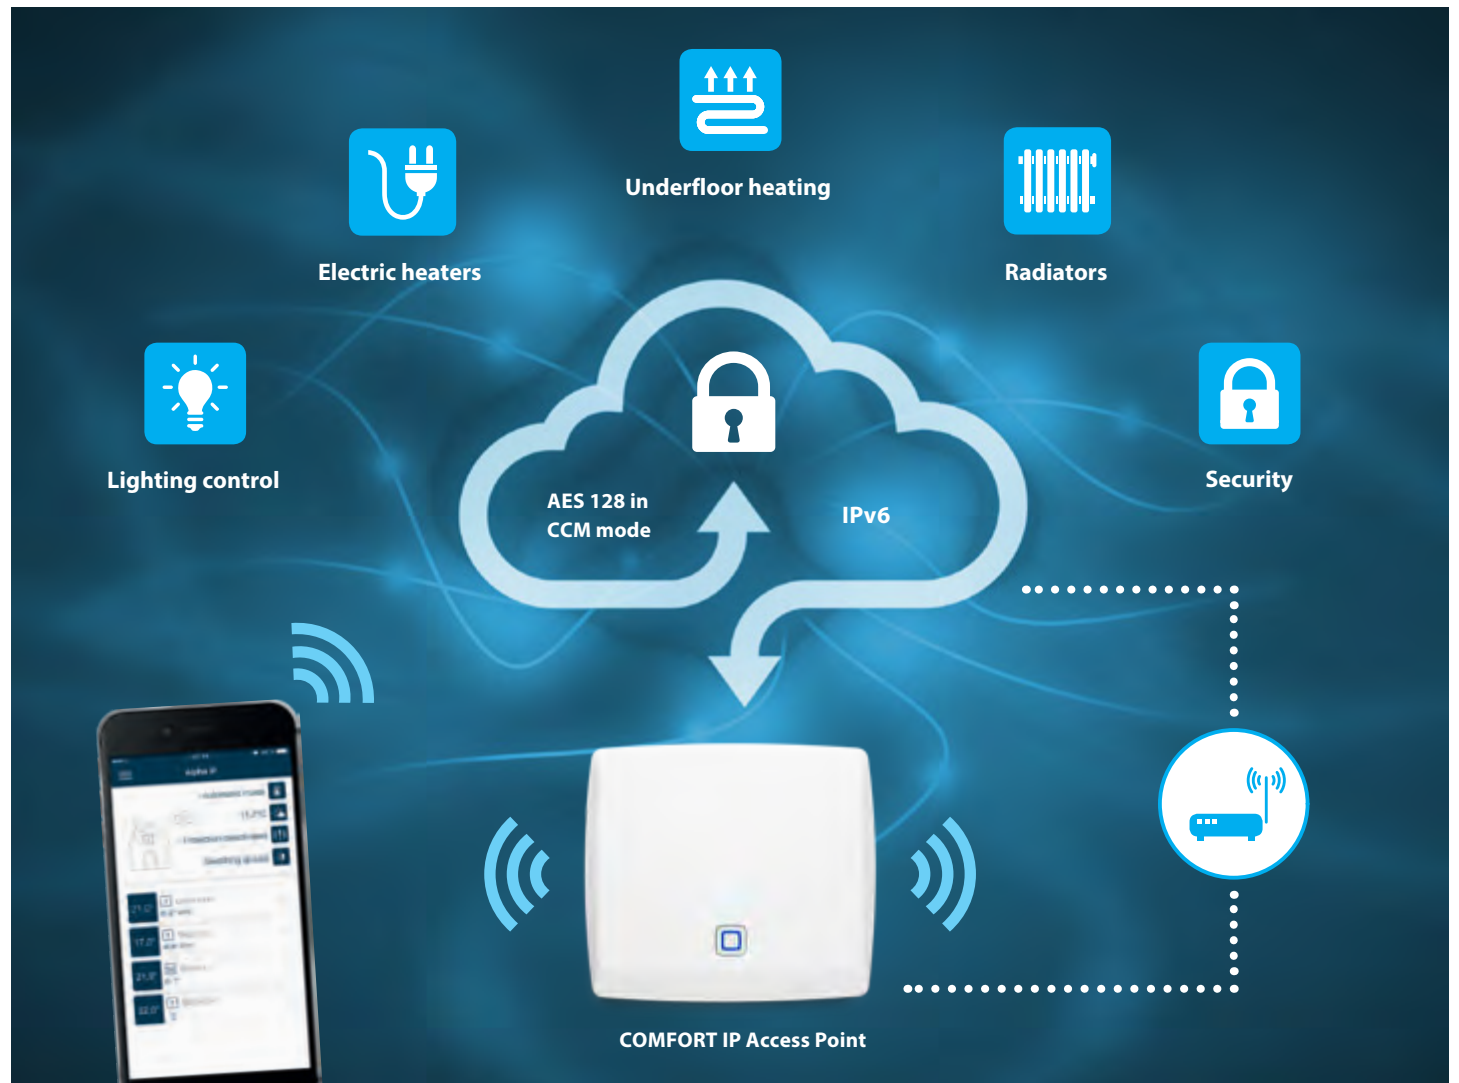 Underfloor heating
Electric heaters
Radiators
Lighting control
Security
AES 128 in
CCM mode
IPv6
COMFORT IP Access Point